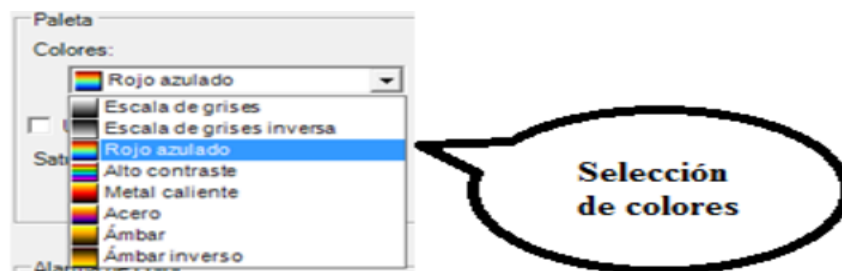 Paleta
Colores:
Rojo azulado
Escala de grises
Escala de grises inversa
Rojo azulado
Alto contraste
Metal caliente
Acero
Ámbar
Ámbar inverso
Selección
de colores